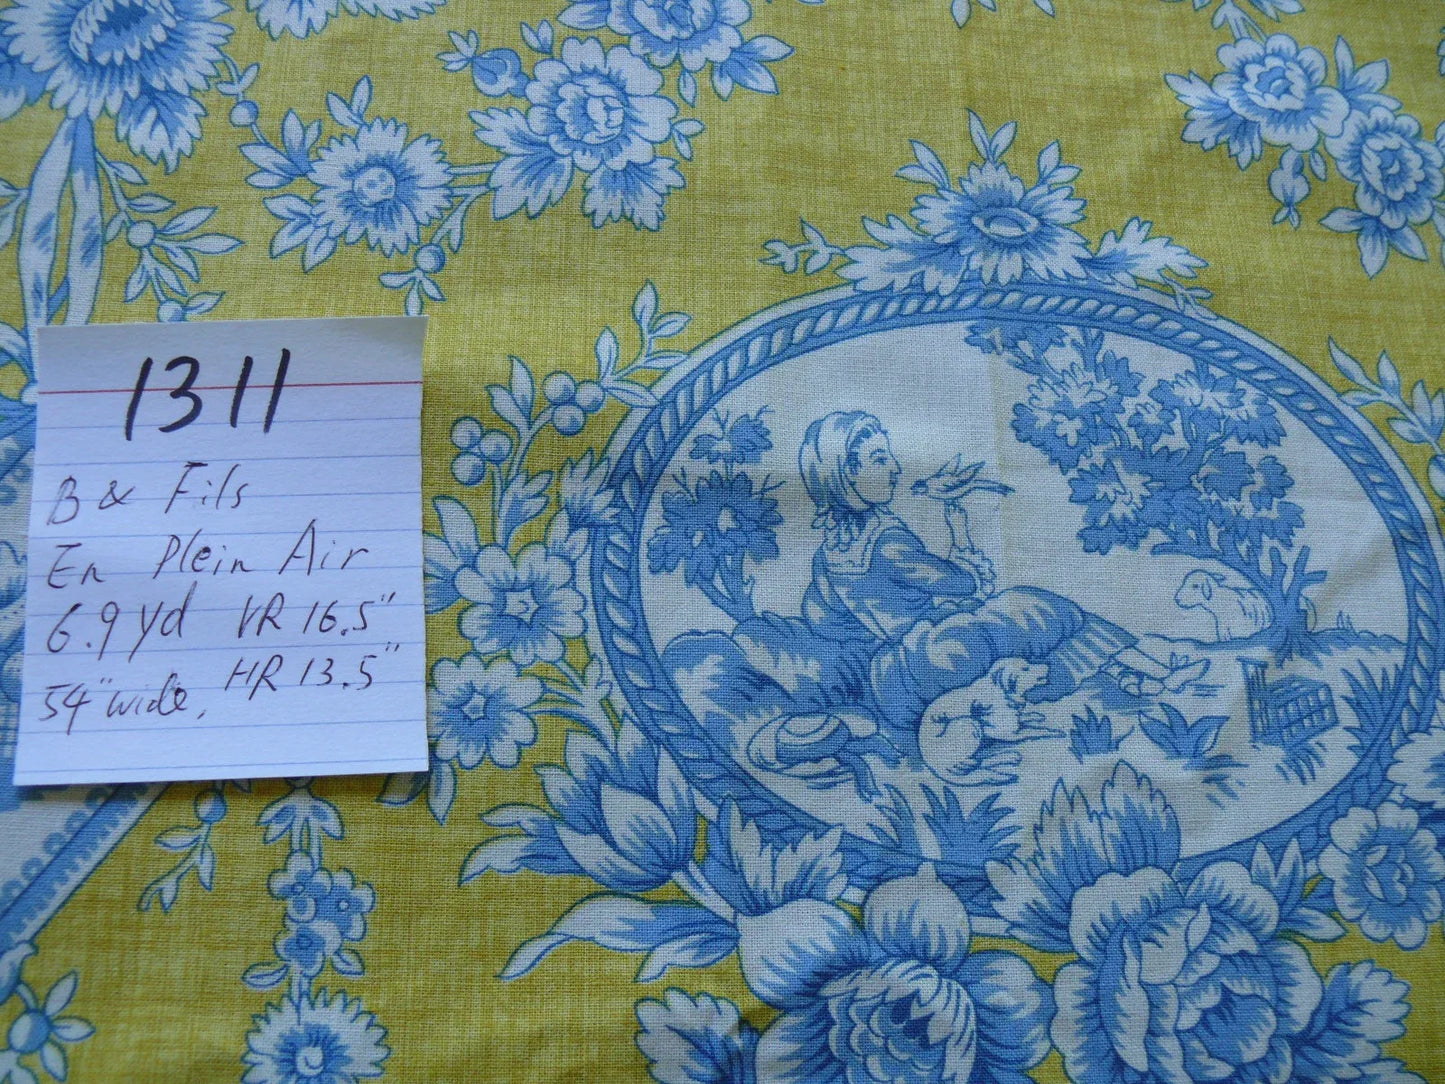 1311
B & Fils
En Plein Air
6.9 yd VR 16.5"
54" wide, HR 13.5"